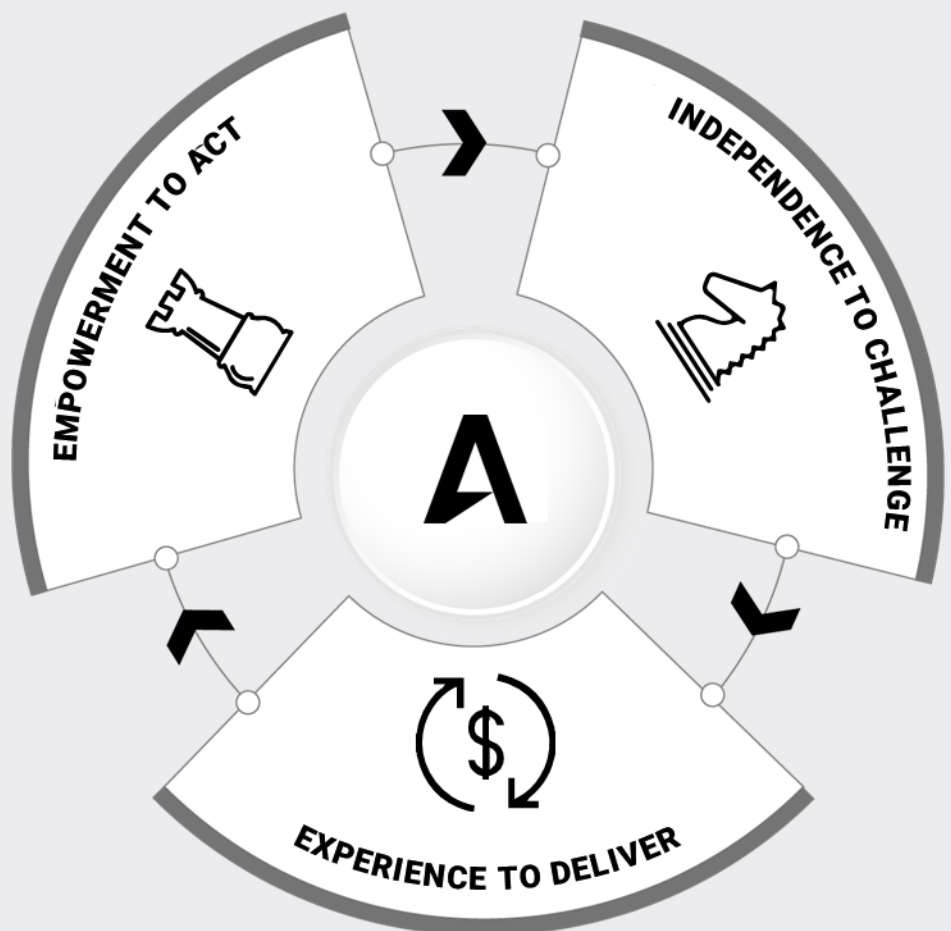 EMPOWERMENT TO ACT
INDEPENDENCE TO CHALLENGE
A
$
EXPERIENCE TO DELIVER